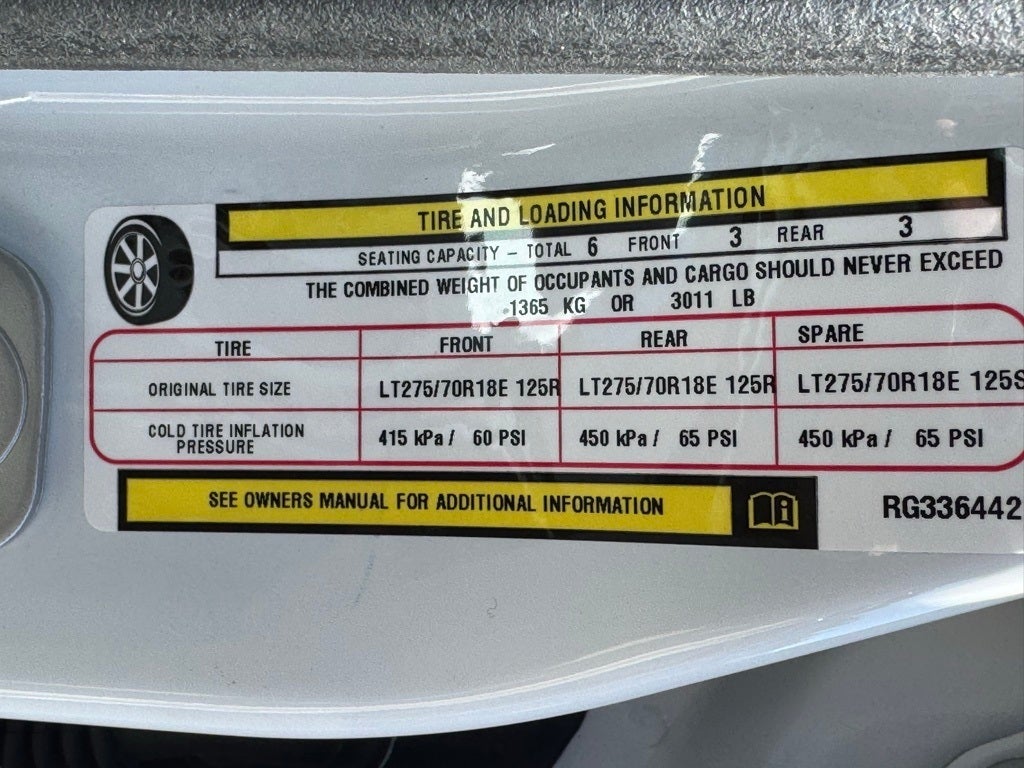 TIRE AND LOADING INFORMATION
SEATING CAPACITY – TOTAL 6 FRONT 3 REAR 3
THE COMBINED WEIGHT OF OCCUPANTS AND CARGO SHOULD NEVER EXCEED
1365 KG OR 3011 LB
TIRE FRONT REAR SPARE
ORIGINAL TIRE SIZE LT275/70R18E 125R LT275/70R18E 125R LT275/70R18E 125S
COLD TIRE INFLATION PRESSURE 415 kPa / 60 PSI 450 kPa / 65 PSI 450 kPa / 65 PSI
SEE OWNERS MANUAL FOR ADDITIONAL INFORMATION
RG336442